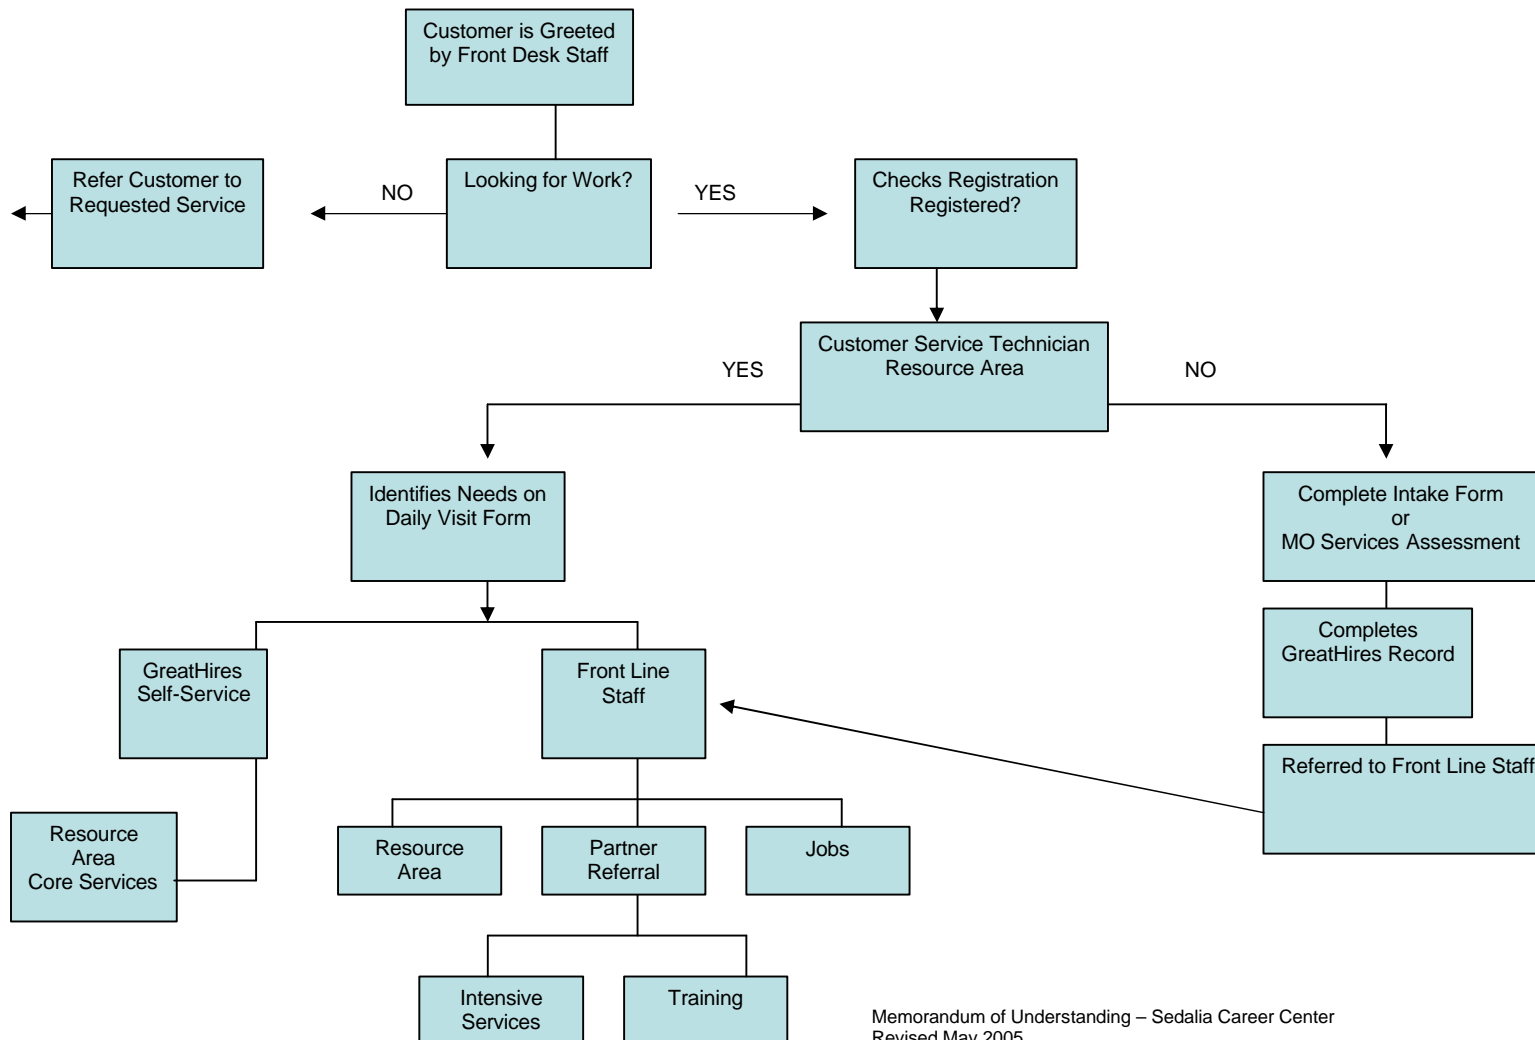 Customer is Greeted
by Front Desk Staff
Refer Customer to
Requested Service
NO
Looking for Work?
YES
Checks Registration
Registered?
Customer Service Technician
Resource Area
YES
NO
Identifies Needs on
Daily Visit Form
Complete Intake Form
or
MO Services Assessment
Completes
GreatHires Record
GreatHires
Self-Service
Front Line
Staff
Referred to Front Line Staff
Resource
Area
Core Services
Resource
Area
Partner
Referral
Jobs
Intensive
Services
Training
Memorandum of Understanding – Sedalia Career Center
Revised May 2005